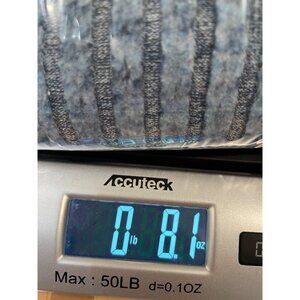 Accuteck
0 lb 8.1 oz
Max : 50LB d=0.1OZ